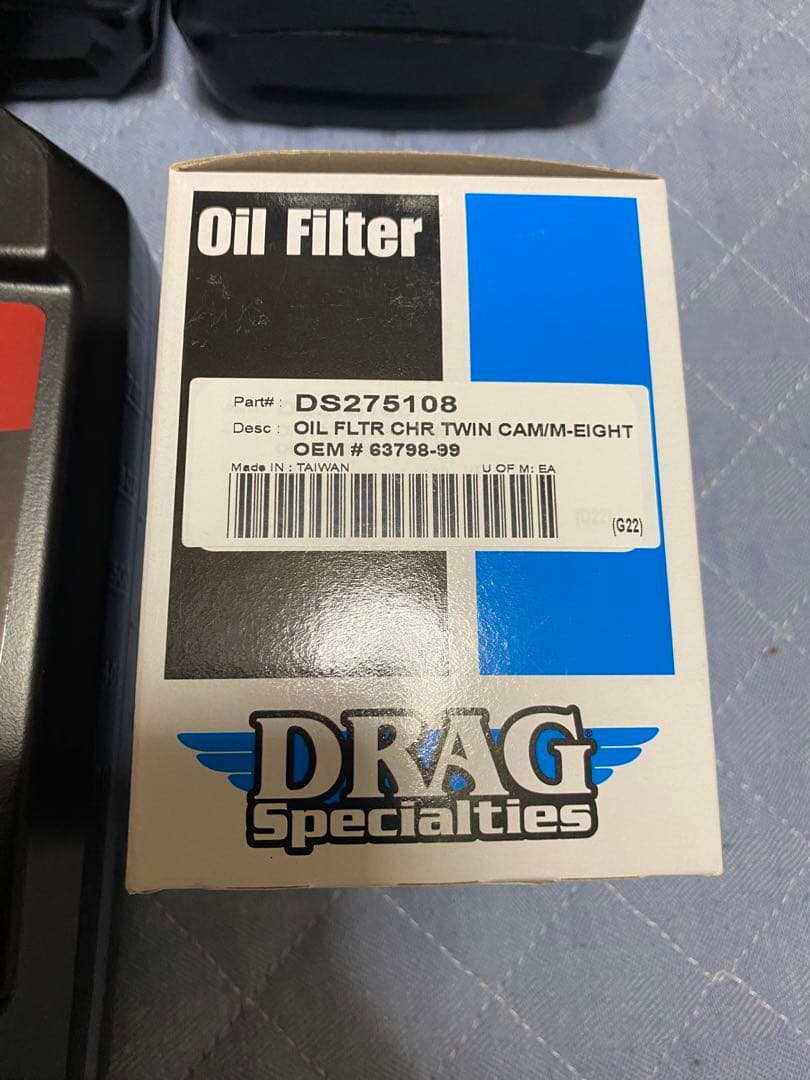 Oil Filter
Part# : DS275108
Desc : OIL FLTR CHR TWIN CAM/M-EIGHT
OEM # 63798-99
Made IN : TAIWAN U OF M: EA
(G22)
DRAG®
Specialties